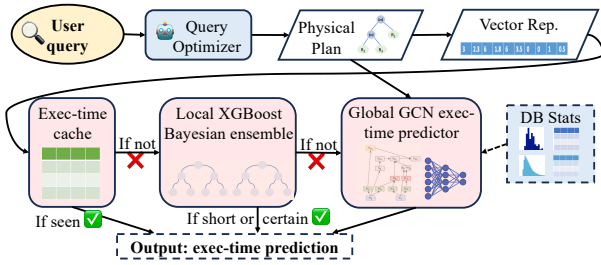 User
query
Query
Optimizer
Physical
Plan
Vector Rep.
Exec-time
cache
If not
Local XGBoost
Bayesian ensemble
If not
Global GCN exec-
time predictor
DB Stats
If seen
If short or certain
Output: exec-time prediction